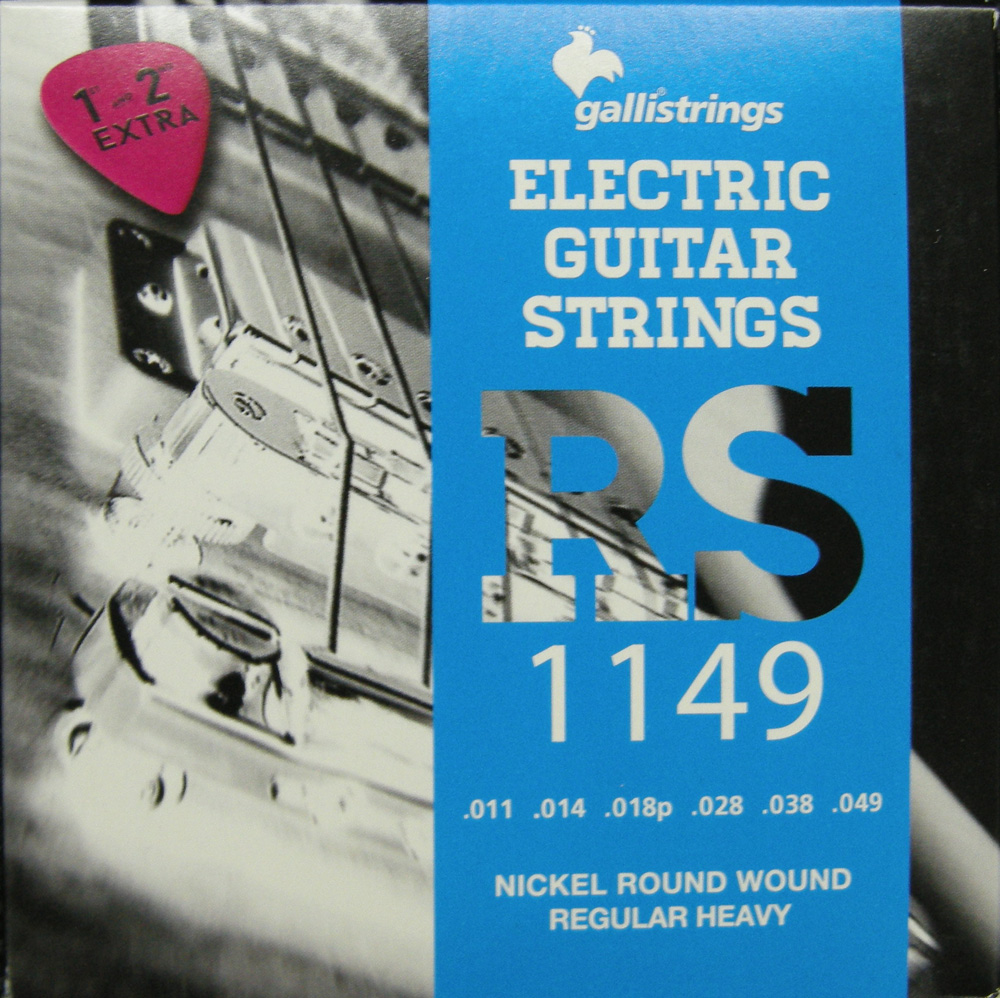 1ST AND 2ND
EXTRA
gallistrings®
ELECTRIC
GUITAR
STRINGS
RS
1149
.011 .014 .018p .028 .038 .049
NICKEL ROUND WOUND
REGULAR HEAVY